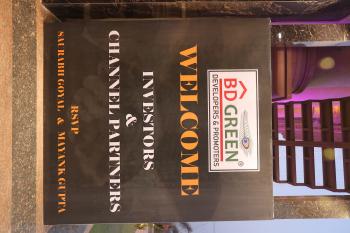 BD GREEN®
DEVELOPERS & PROMOTERS
WELCOME
INVESTORS
&
CHANNEL PARTNERS
RSVP
SAURABH GOYAL & MAYANK GUPTA